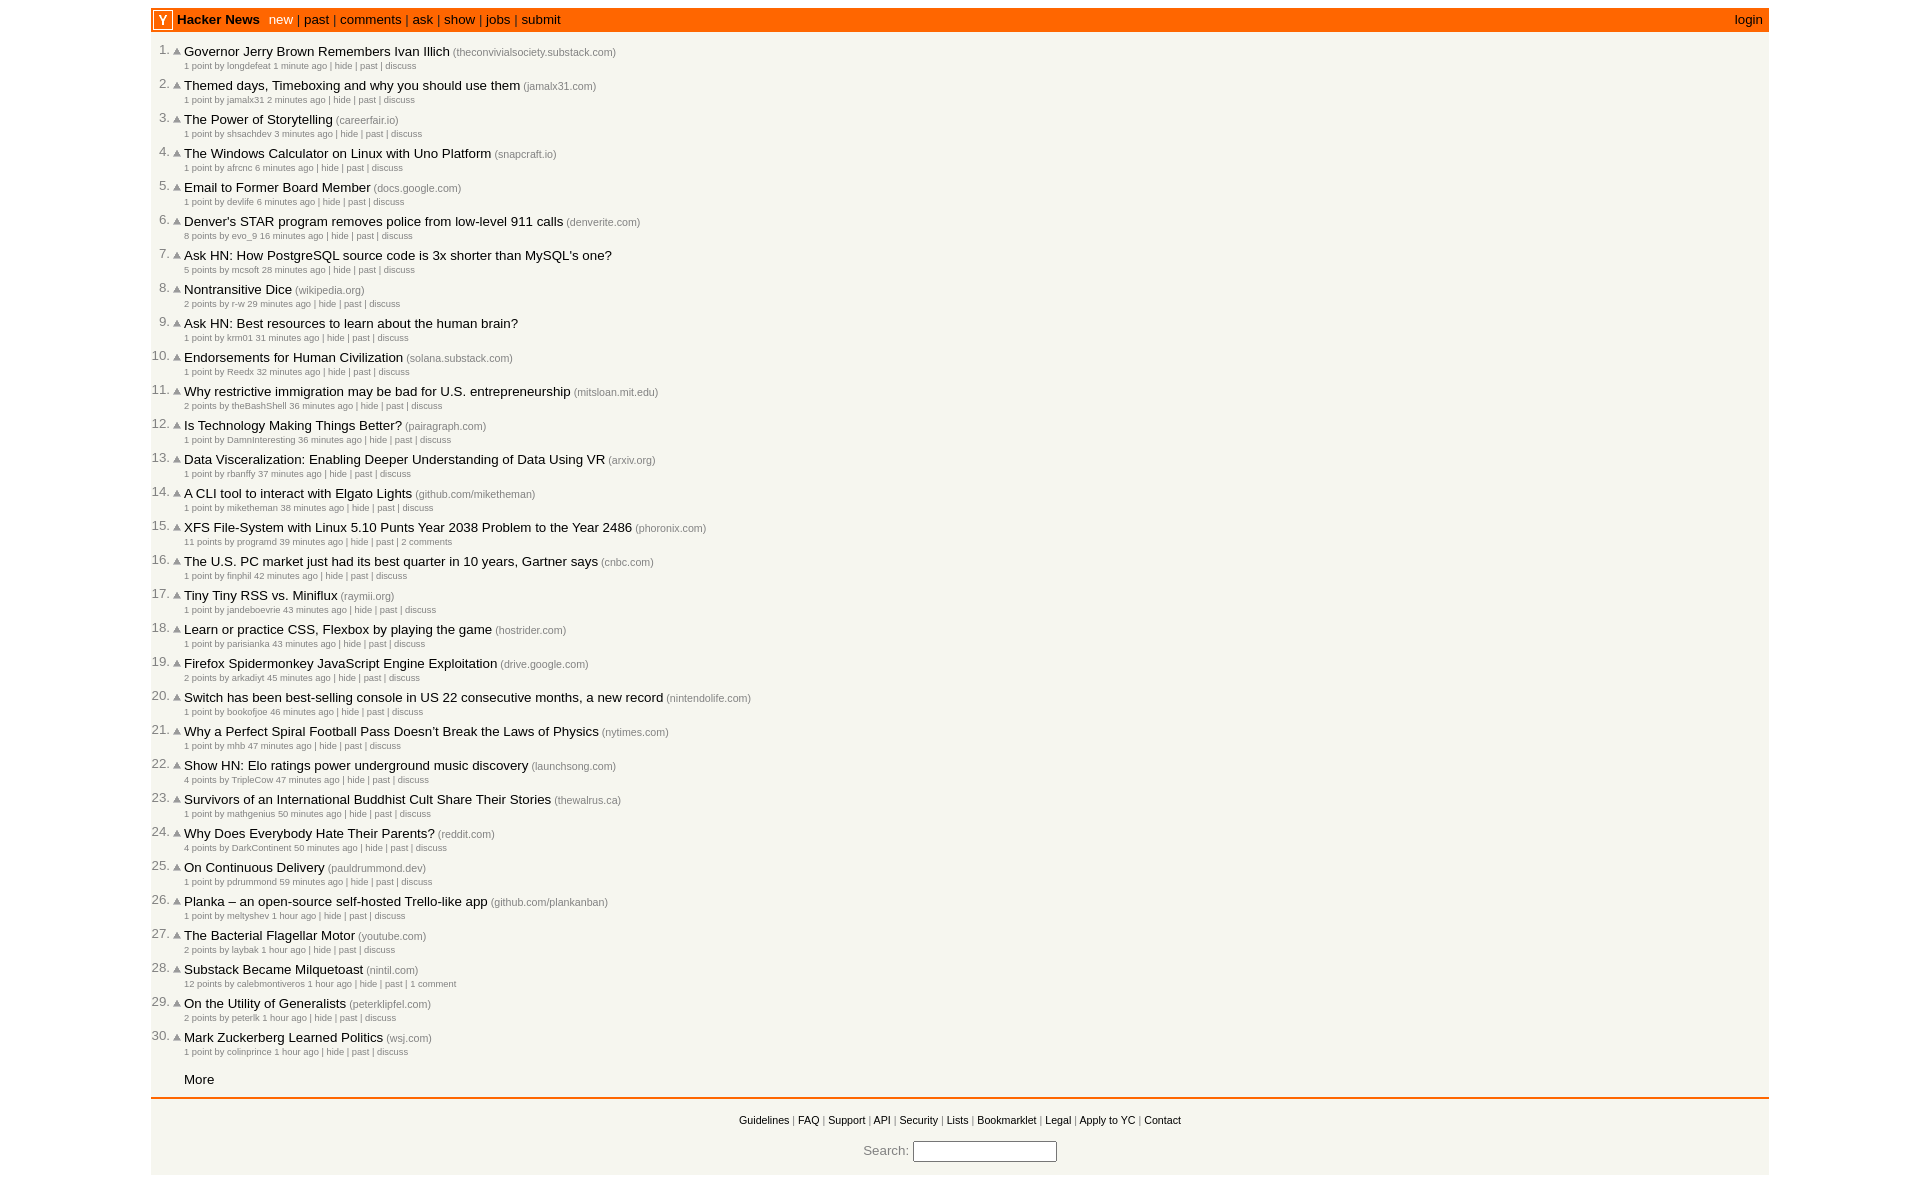 Y Hacker News new | past | comments | ask | show | jobs | submit login
1. Governor Jerry Brown Remembers Ivan Illich (theconvivialsociety.substack.com)
1 point by longdefeat 1 minute ago | hide | past | discuss
2. Themed days, Timeboxing and why you should use them (jamalx31.com)
1 point by jamalx31 2 minutes ago | hide | past | discuss
3. The Power of Storytelling (careerfair.io)
1 point by shsachdev 3 minutes ago | hide | past | discuss
4. The Windows Calculator on Linux with Uno Platform (snapcraft.io)
1 point by afrcnc 6 minutes ago | hide | past | discuss
5. Email to Former Board Member (docs.google.com)
1 point by devlife 6 minutes ago | hide | past | discuss
6. Denver's STAR program removes police from low-level 911 calls (denverite.com)
8 points by evo_9 16 minutes ago | hide | past | discuss
7. Ask HN: How PostgreSQL source code is 3x shorter than MySQL's one?
5 points by mcsoft 28 minutes ago | hide | past | discuss
8. Nontransitive Dice (wikipedia.org)
2 points by r-w 29 minutes ago | hide | past | discuss
9. Ask HN: Best resources to learn about the human brain?
1 point by krm01 31 minutes ago | hide | past | discuss
10. Endorsements for Human Civilization (solana.substack.com)
1 point by Reedx 32 minutes ago | hide | past | discuss
11. Why restrictive immigration may be bad for U.S. entrepreneurship (mitsloan.mit.edu)
2 points by theBashShell 36 minutes ago | hide | past | discuss
12. Is Technology Making Things Better? (pairagraph.com)
1 point by DamnInteresting 36 minutes ago | hide | past | discuss
13. Data Visceralization: Enabling Deeper Understanding of Data Using VR (arxiv.org)
1 point by rbanffy 37 minutes ago | hide | past | discuss
14. A CLI tool to interact with Elgato Lights (github.com/miketheman)
1 point by miketheman 38 minutes ago | hide | past | discuss
15. XFS File-System with Linux 5.10 Punts Year 2038 Problem to the Year 2486 (phoronix.com)
11 points by programd 39 minutes ago | hide | past | 2 comments
16. The U.S. PC market just had its best quarter in 10 years, Gartner says (cnbc.com)
1 point by finphil 42 minutes ago | hide | past | discuss
17. Tiny Tiny RSS vs. Miniflux (raymii.org)
1 point by jandeboevrie 43 minutes ago | hide | past | discuss
18. Learn or practice CSS, Flexbox by playing the game (hostrider.com)
1 point by parisianka 43 minutes ago | hide | past | discuss
19. Firefox Spidermonkey JavaScript Engine Exploitation (drive.google.com)
2 points by arkadiyt 45 minutes ago | hide | past | discuss
20. Switch has been best-selling console in US 22 consecutive months, a new record (nintendolife.com)
1 point by bookofjoe 46 minutes ago | hide | past | discuss
21. Why a Perfect Spiral Football Pass Doesn't Break the Laws of Physics (nytimes.com)
1 point by mhb 47 minutes ago | hide | past | discuss
22. Show HN: Elo ratings power underground music discovery (launchsong.com)
4 points by TripleCow 47 minutes ago | hide | past | discuss
23. Survivors of an International Buddhist Cult Share Their Stories (thewalrus.ca)
1 point by mathgenius 50 minutes ago | hide | past | discuss
24. Why Does Everybody Hate Their Parents? (reddit.com)
4 points by DarkContinent 50 minutes ago | hide | past | discuss
25. On Continuous Delivery (pauldrummond.dev)
1 point by pdrummond 59 minutes ago | hide | past | discuss
26. Planka – an open-source self-hosted Trello-like app (github.com/plankanban)
1 point by meltyshev 1 hour ago | hide | past | discuss
27. The Bacterial Flagellar Motor (youtube.com)
2 points by laybak 1 hour ago | hide | past | discuss
28. Substack Became Milquetoast (nintil.com)
12 points by calebmontiveros 1 hour ago | hide | past | 1 comment
29. On the Utility of Generalists (peterklipfel.com)
2 points by peterlk 1 hour ago | hide | past | discuss
30. Mark Zuckerberg Learned Politics (wsj.com)
1 point by colinprince 1 hour ago | hide | past | discuss
More
Guidelines | FAQ | Support | API | Security | Lists | Bookmarklet | Legal | Apply to YC | Contact
Search: